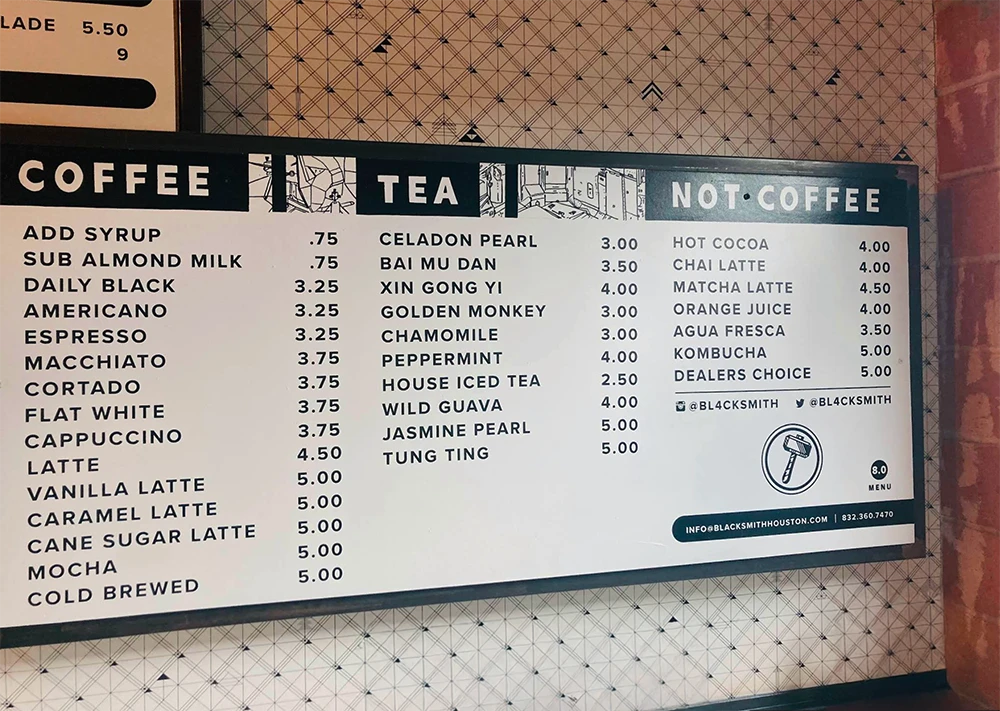 LADE 5.50
9
COFFEE
ADD SYRUP .75
SUB ALMOND MILK .75
DAILY BLACK 3.25
AMERICANO 3.25
ESPRESSO 3.25
MACCHIATO 3.75
CORTADO 3.75
FLAT WHITE 3.75
CAPPUCCINO 3.75
LATTE 4.50
VANILLA LATTE 5.00
CARAMEL LATTE 5.00
CANE SUGAR LATTE 5.00
MOCHA 5.00
COLD BREWED 5.00
TEA
CELADON PEARL 3.00
BAI MU DAN 3.50
XIN GONG YI 4.00
GOLDEN MONKEY 3.00
CHAMOMILE 3.00
PEPPERMINT 4.00
HOUSE ICED TEA 2.50
WILD GUAVA 4.00
JASMINE PEARL 5.00
TUNG TING 5.00
NOT·COFFEE
HOT COCOA 4.00
CHAI LATTE 4.00
MATCHA LATTE 4.50
ORANGE JUICE 4.00
AGUA FRESCA 3.50
KOMBUCHA 5.00
DEALERS CHOICE 5.00
@BL4CKSMITH @BL4CKSMITH
8.0
MENU
INFO@BLACKSMITHHOUSTON.COM | 832.360.7470